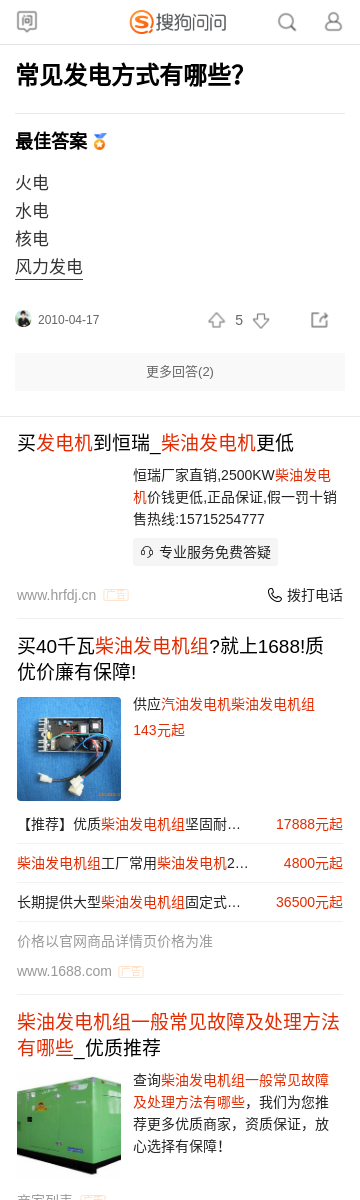 问
S搜狗问问
常见发电方式有哪些?
最佳答案
火电
水电
核电
风力发电
2010-04-17
5
更多回答(2)
买发电机到恒瑞_柴油发电机更低
恒瑞厂家直销,2500KW柴油发电
机价钱更低,正品保证,假一罚十销
售热线:15715254777
专业服务免费答疑
www.hrfdj.cn 广告
拨打电话
买40千瓦柴油发电机组?就上1688!质
优价廉有保障!
供应汽油发电机柴油发电机组
143元起
【推荐】优质柴油发电机组坚固耐… 17888元起
柴油发电机组工厂常用柴油发电机2… 4800元起
长期提供大型柴油发电机组固定式… 36500元起
价格以官网商品详情页价格为准
www.1688.com 广告
柴油发电机组一般常见故障及处理方法
有哪些_优质推荐
查询柴油发电机组一般常见故障
及处理方法有哪些，我们为您推
荐更多优质商家，资质保证，放
心选择有保障！